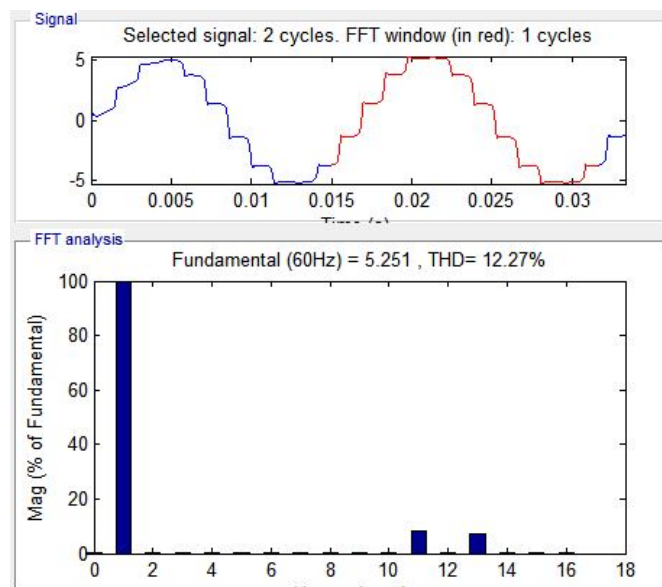 Signal
Selected signal: 2 cycles. FFT window (in red): 1 cycles
5
0
-5
0 0.005 0.01 0.015 0.02 0.025 0.03
Time (s)
FFT analysis
Fundamental (60Hz) = 5.251 , THD= 12.27%
100
80
60
40
20
0
Mag (% of Fundamental)
0 2 4 6 8 10 12 14 16 18